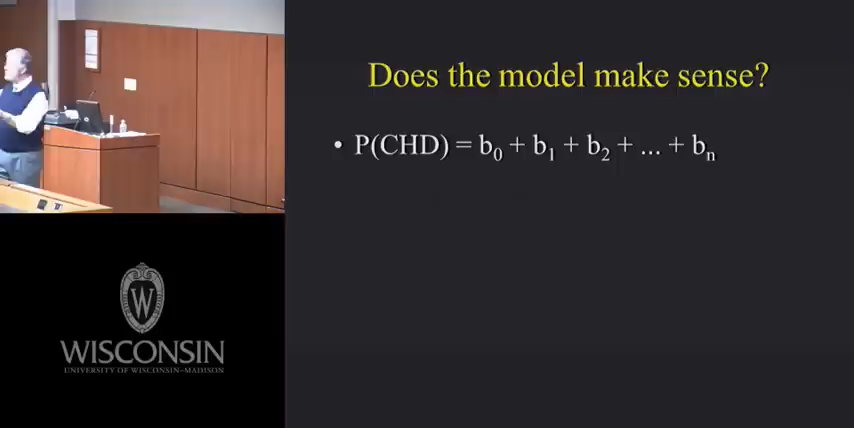 Does the model make sense?
• P(CHD) = b₀ + b₁ + b₂ + ... + bₙ
W
WISCONSIN
UNIVERSITY OF WISCONSIN–MADISON